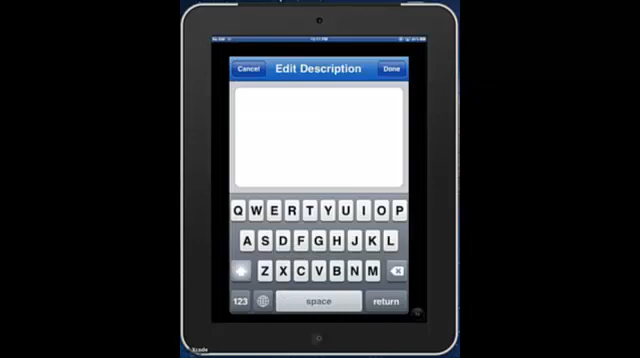 Cancel Edit Description Done
Q W E R T Y U I O P
A S D F G H J K L
Z X C V B N M
123 space return
Xcode